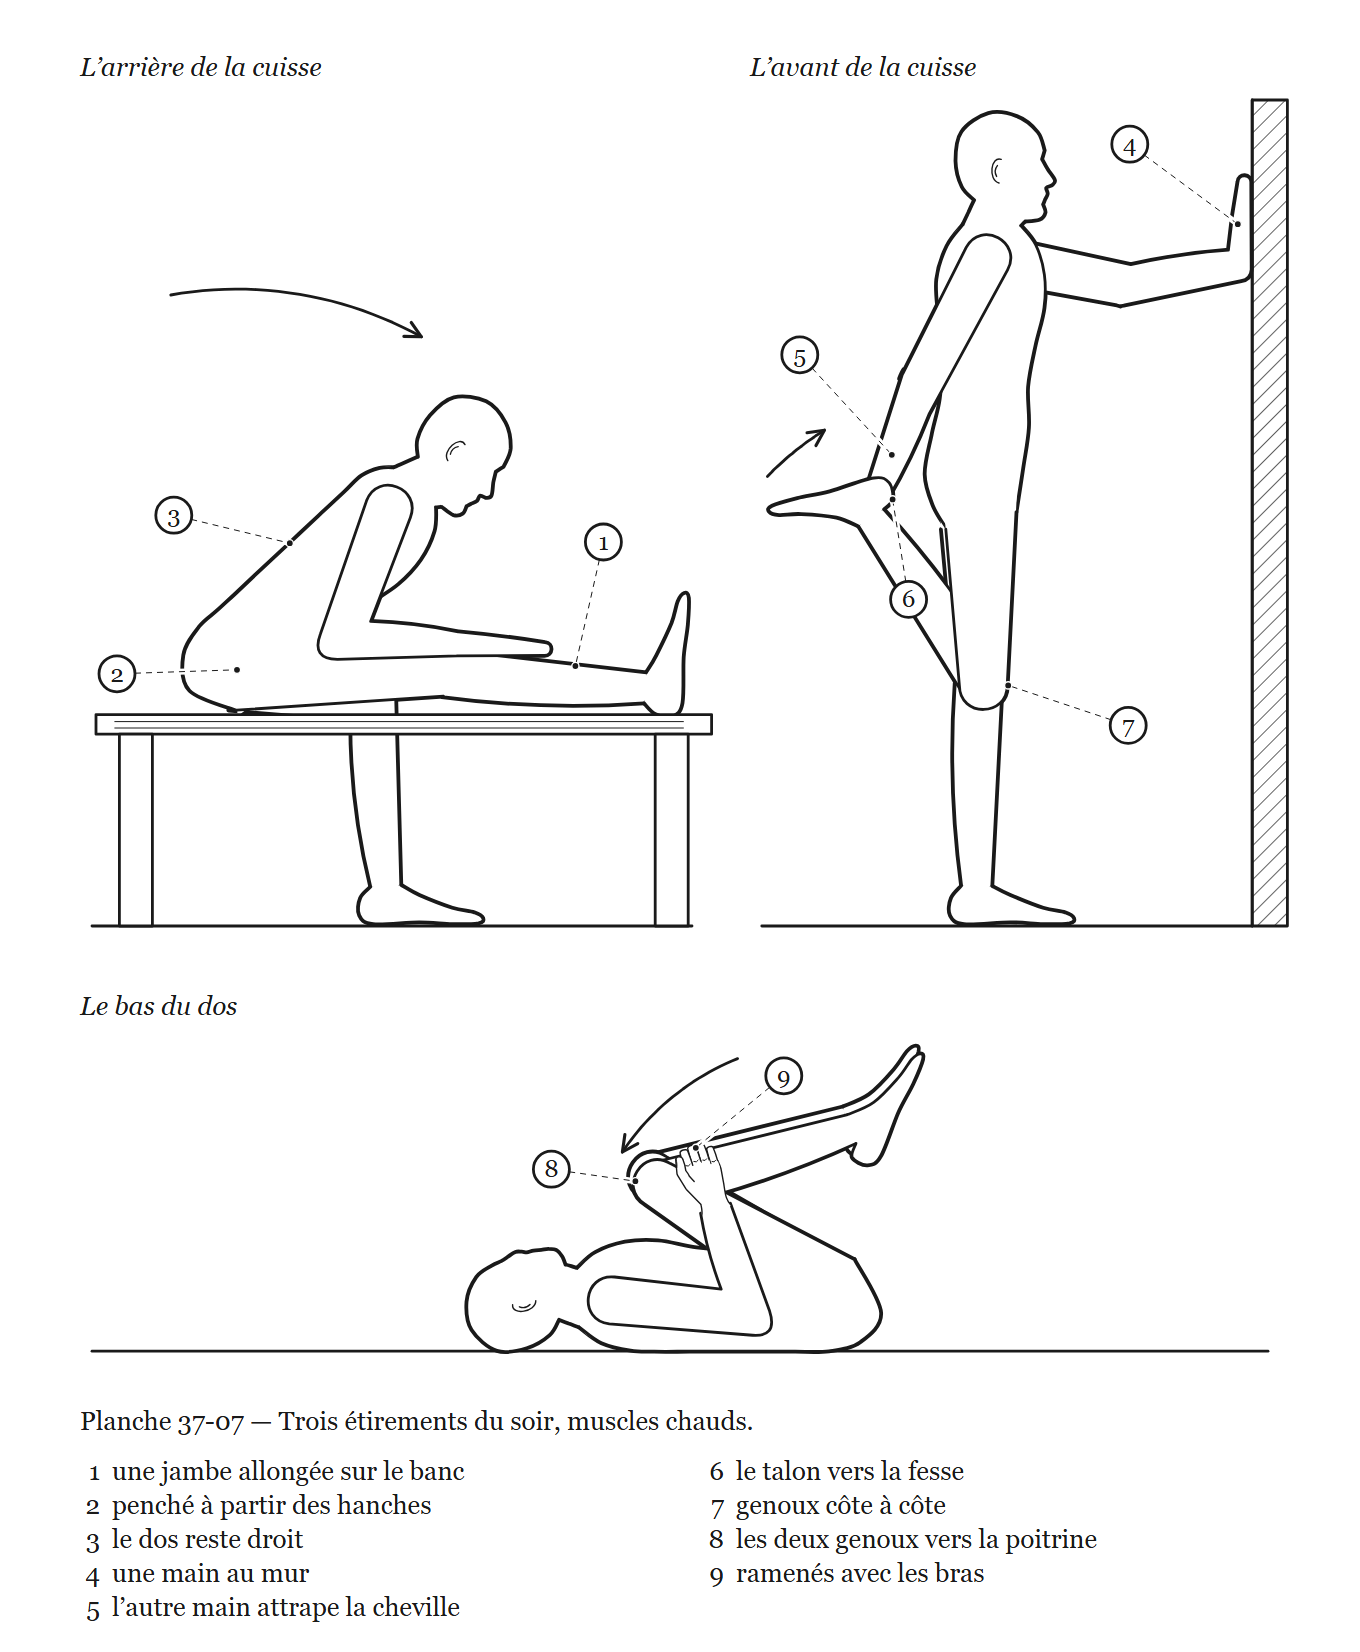 L’arrière de la cuisse
L’avant de la cuisse
4
5
3
1
6
2
7
Le bas du dos
9
8
Planche 37-07 — Trois étirements du soir, muscles chauds.
1 une jambe allongée sur le banc
2 penché à partir des hanches
3 le dos reste droit
4 une main au mur
5 l’autre main attrape la cheville
6 le talon vers la fesse
7 genoux côte à côte
8 les deux genoux vers la poitrine
9 ramenés avec les bras